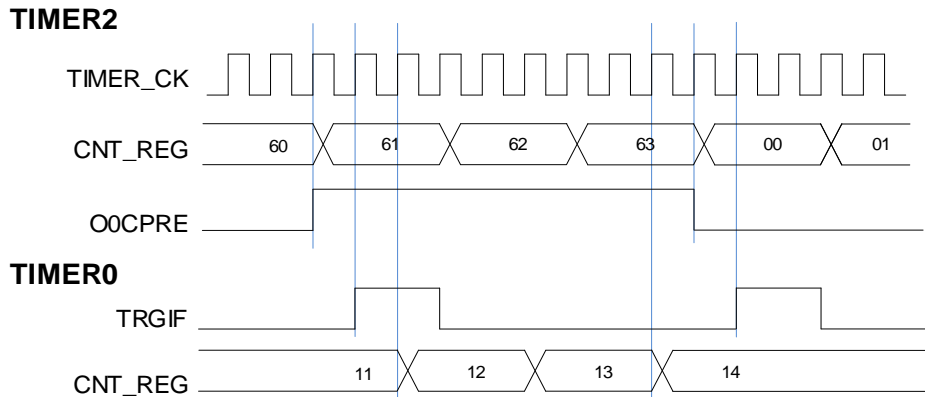 TIMER2
TIMER_CK
CNT_REG 60 61 62 63 00 01
O0CPRE
TIMER0
TRGIF
CNT_REG 11 12 13 14